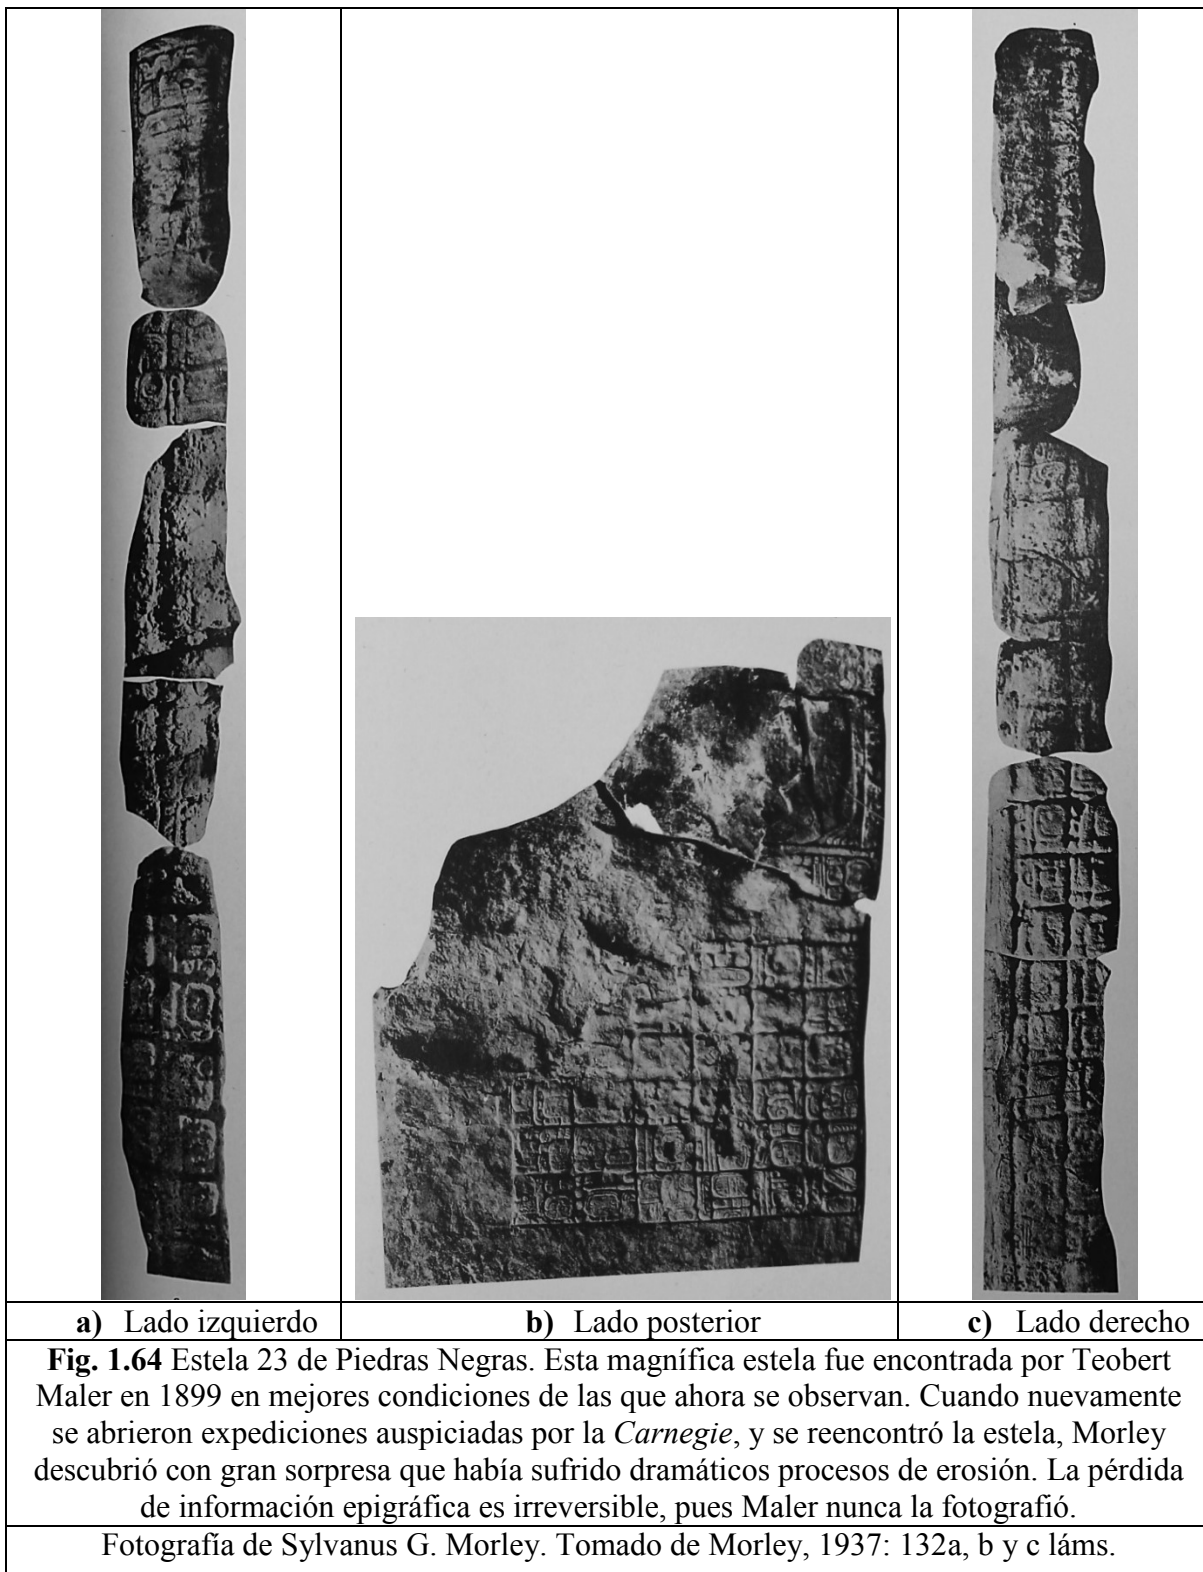 a) Lado izquierdo
b) Lado posterior
c) Lado derecho
Fig. 1.64 Estela 23 de Piedras Negras. Esta magnífica estela fue encontrada por Teobert
Maler en 1899 en mejores condiciones de las que ahora se observan. Cuando nuevamente
se abrieron expediciones auspiciadas por la Carnegie, y se reencontró la estela, Morley
descubrió con gran sorpresa que había sufrido dramáticos procesos de erosión. La pérdida
de información epigráfica es irreversible, pues Maler nunca la fotografió.
Fotografía de Sylvanus G. Morley. Tomado de Morley, 1937: 132a, b y c láms.